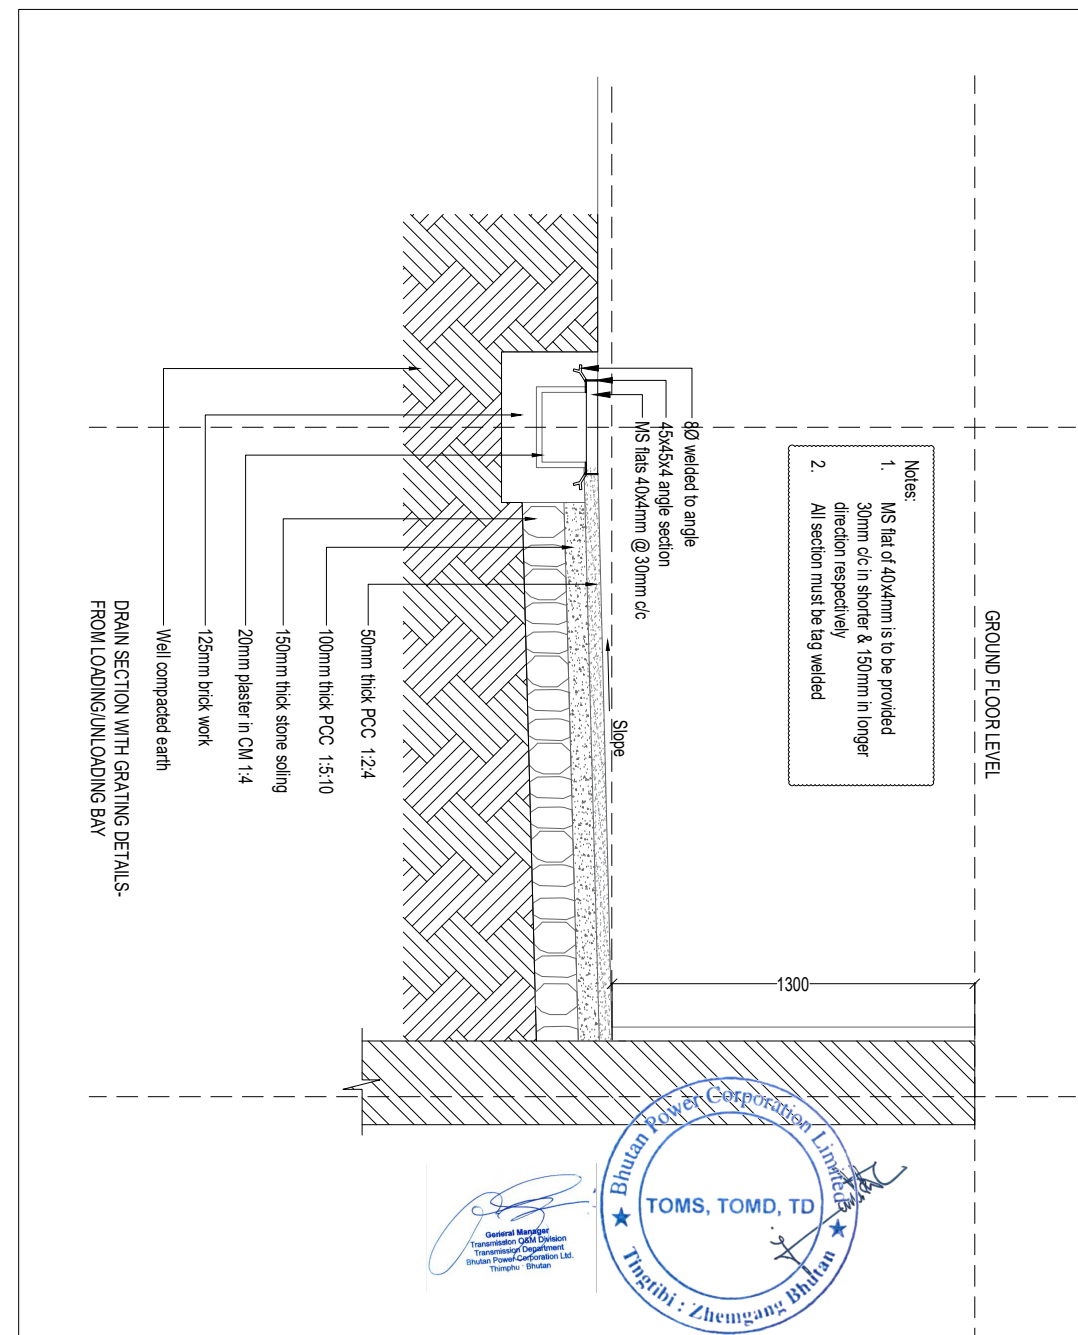 GROUND FLOOR LEVEL
Notes:
1. MS flat of 40x4mm is to be provided
30mm c/c in shorter & 150mm in longer
direction respectively
2. All section must be tag welded
8Ø welded to angle
45x45x4 angle section
MS flats 40x4mm @ 30mm c/c
Slope
1300
50mm thick PCC 1:2:4
100mm thick PCC 1:5:10
150mm thick stone soling
20mm plaster in CM 1:4
125mm brick work
Well compacted earth
DRAIN SECTION WITH GRATING DETAILS-
FROM LOADING/UNLOADING BAY
Bhutan Power Corporation Limited
TOMS, TOMD, TD
Tingtibi : Zhemgang Bhutan
General Manager
Transmission O&M Division
Transmission Department
Bhutan Power Corporation Ltd.
Thimphu : Bhutan